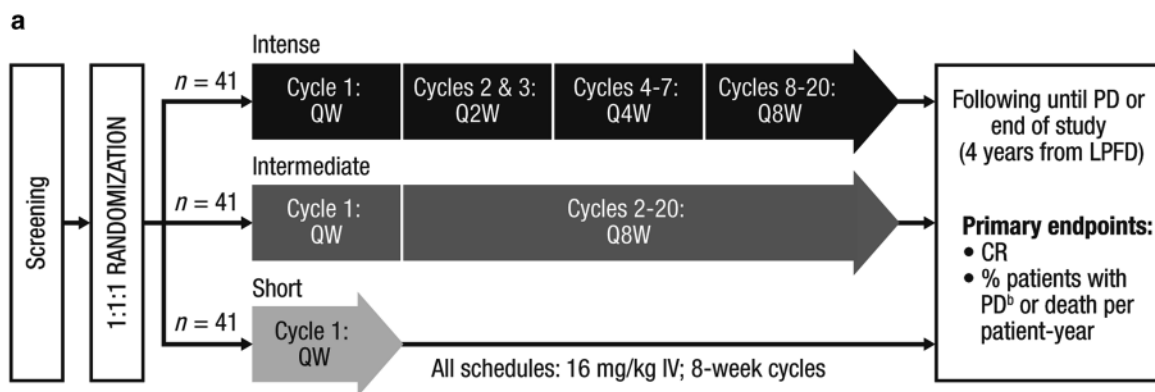 a
Screening
1:1:1 RANDOMIZATION
n = 41
Intense
Cycle 1:
QW
Cycles 2 & 3:
Q2W
Cycles 4-7:
Q4W
Cycles 8-20:
Q8W
n = 41
Intermediate
Cycle 1:
QW
Cycles 2-20:
Q8W
n = 41
Short
Cycle 1:
QW
All schedules: 16 mg/kg IV; 8-week cycles
Following until PD or
end of study
(4 years from LPFD)
Primary endpoints:
• CR
• % patients with
PDᵇ or death per
patient-year